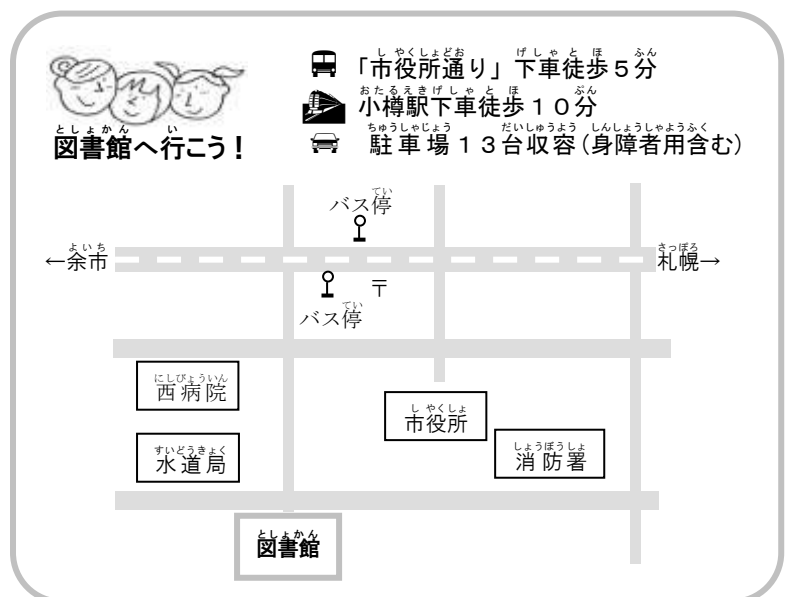 「市役所通り」下車徒歩５分
小樽駅下車徒歩１０分
駐車場１３台収容(身障者用含む)
図書館へ行こう！
バス停
←余市
札幌→
〒
バス停
西病院
市役所
水道局
消防署
図書館